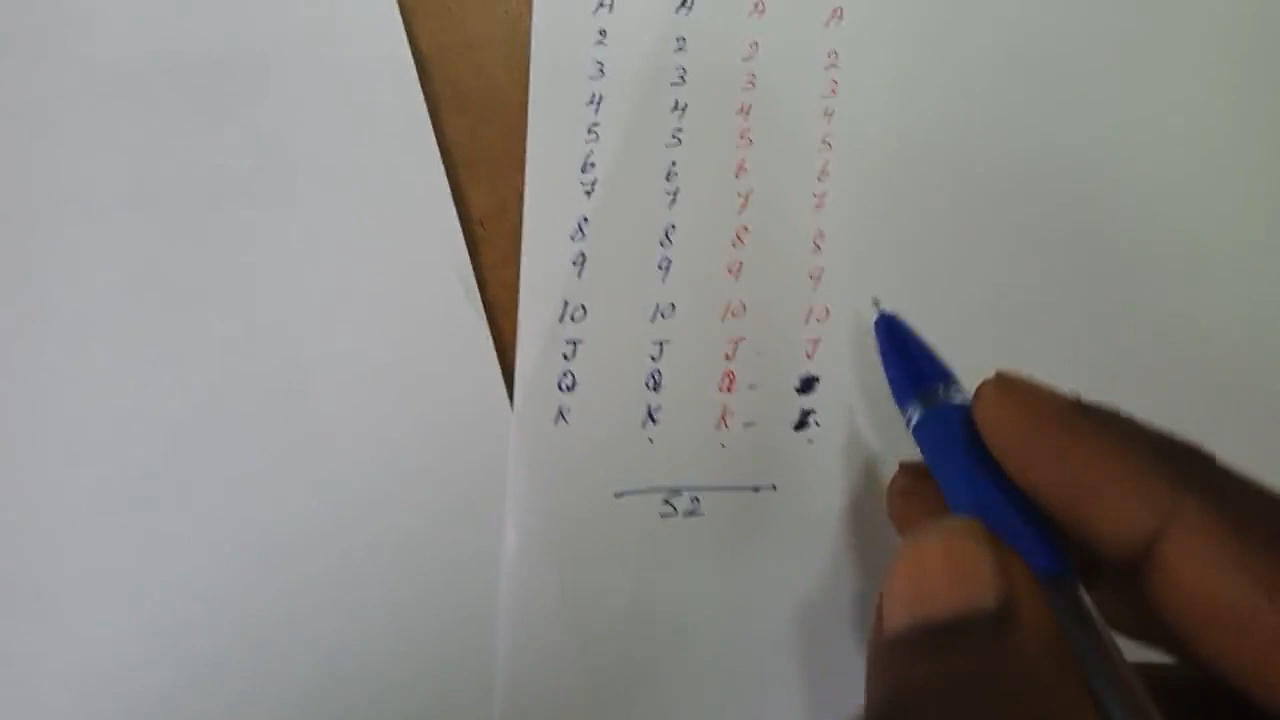 A A A A
2 2 2 2
3 3 3 3
4 4 4 4
5 5 5 5
6 6 6 6
7 7 7 7
8 8 8 8
9 9 9 9
10 10 10 10
J J J J
Q Q Q
K K K K
52